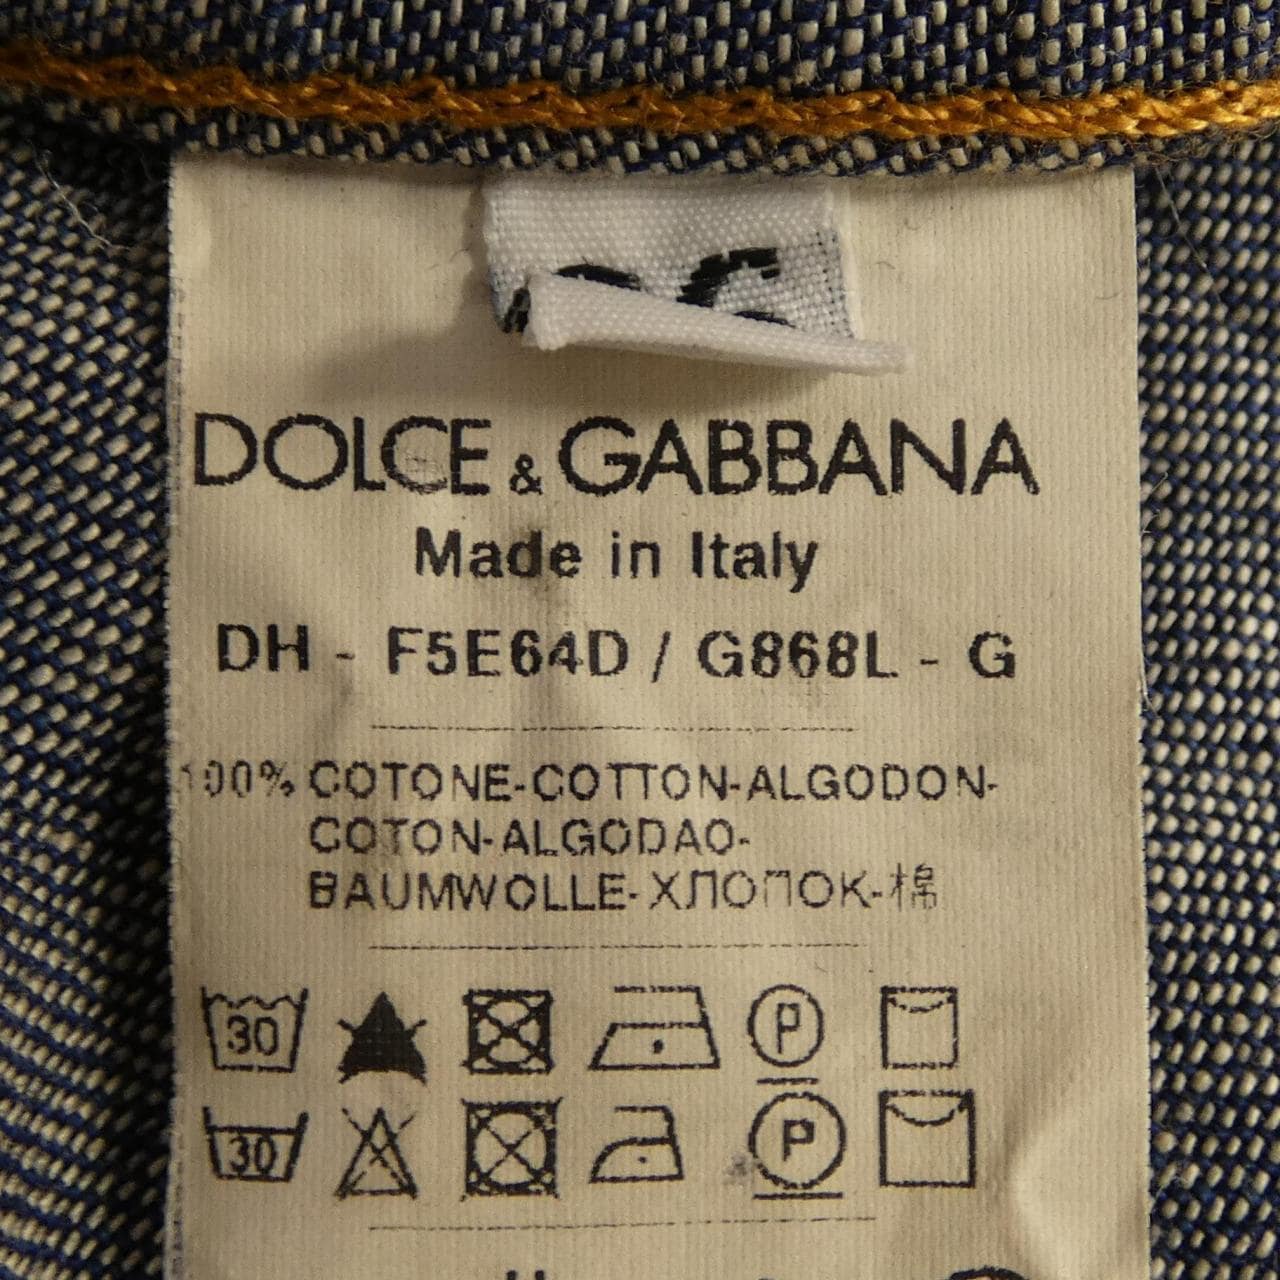 DOLCE & GABBANA
Made in Italy
DH - F5E64D / G868L - G
100% COTONE-COTTON-ALGODON-
COTON-ALGODAO-
BAUMWOLLE-ХЛОПОК-棉
30 P
30 P